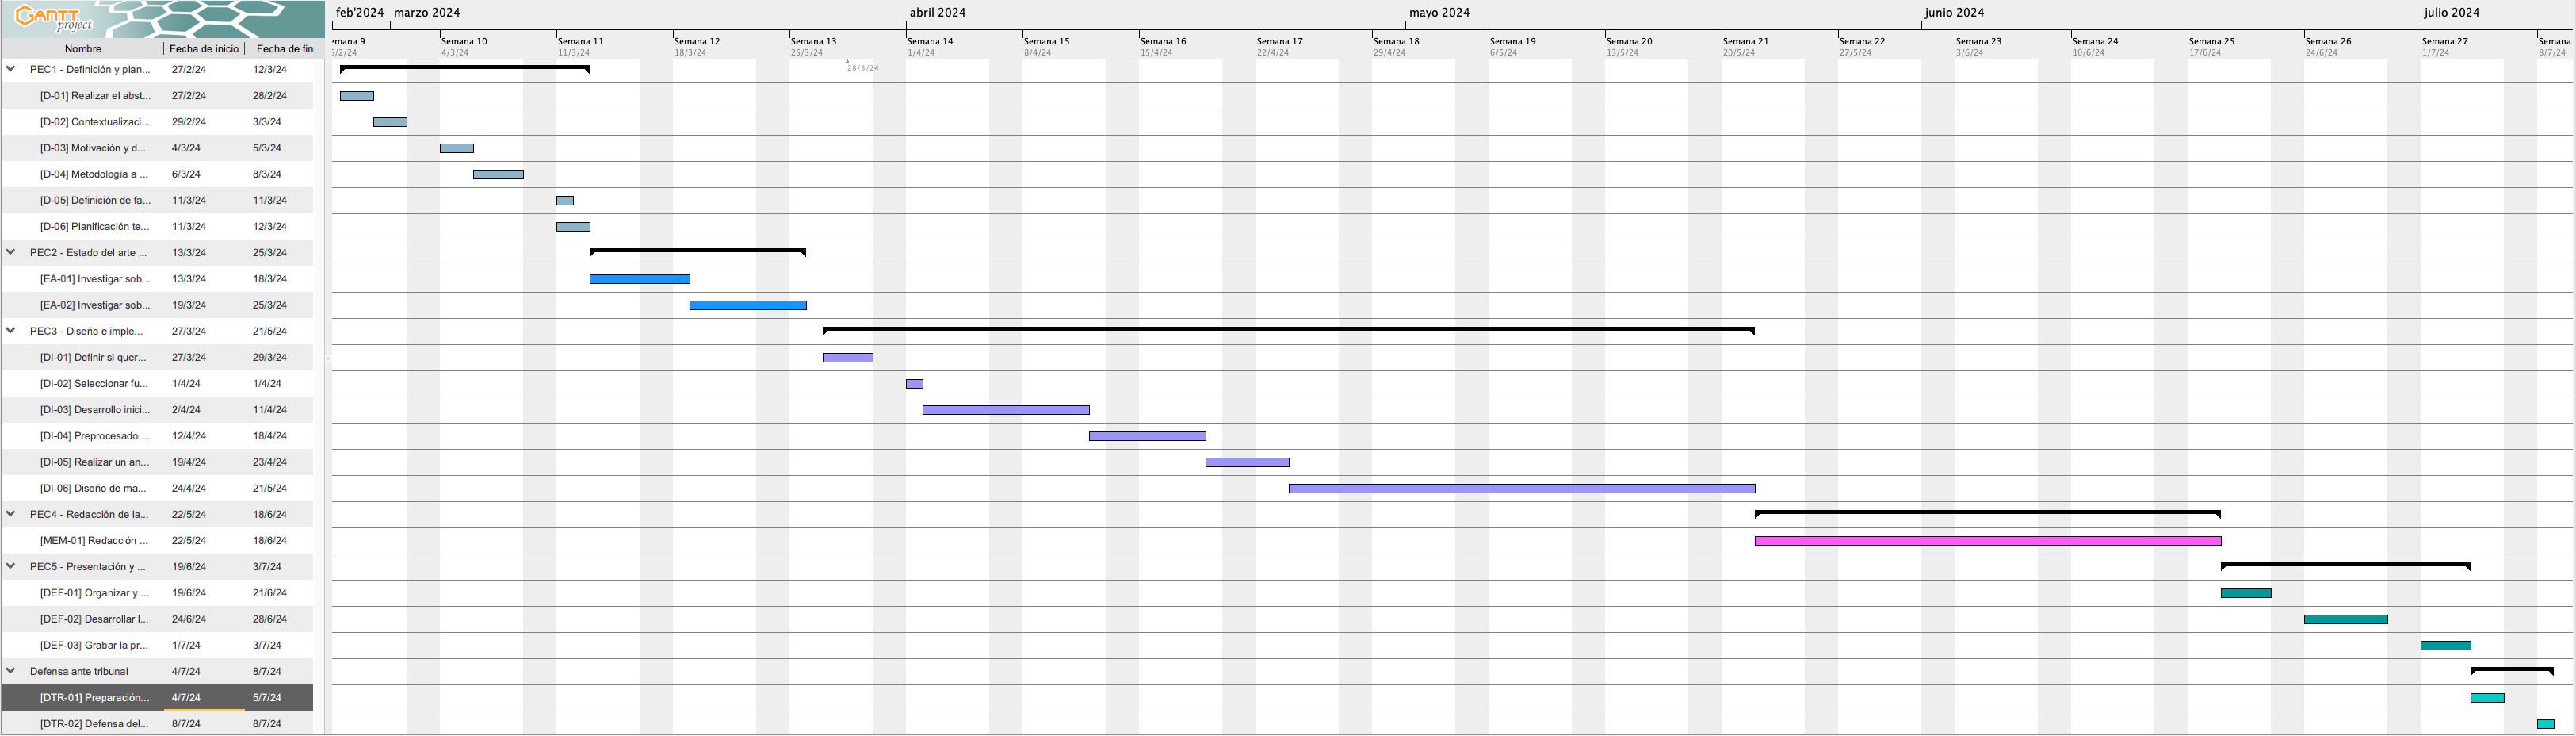 GANTT project
feb'2024 marzo 2024 abril 2024 mayo 2024 junio 2024 julio 2024
Nombre Fecha de inicio Fecha de fin
emana 9 Semana 10 Semana 11 Semana 12 Semana 13 Semana 14 Semana 15 Semana 16 Semana 17 Semana 18 Semana 19 Semana 20 Semana 21 Semana 22 Semana 23 Semana 24 Semana 25 Semana 26 Semana 27 Semana
/2/24 4/3/24 11/3/24 18/3/24 25/3/24 1/4/24 8/4/24 15/4/24 22/4/24 29/4/24 6/5/24 13/5/24 20/5/24 27/5/24 3/6/24 10/6/24 17/6/24 24/6/24 1/7/24 8/7/24
28/3/24
PEC1 - Definición y plan... 27/2/24 12/3/24
[D-01] Realizar el abst... 27/2/24 28/2/24
[D-02] Contextualizaci... 29/2/24 3/3/24
[D-03] Motivación y d... 4/3/24 5/3/24
[D-04] Metodología a ... 6/3/24 8/3/24
[D-05] Definición de fa... 11/3/24 11/3/24
[D-06] Planificación te... 11/3/24 12/3/24
PEC2 - Estado del arte ... 13/3/24 25/3/24
[EA-01] Investigar sob... 13/3/24 18/3/24
[EA-02] Investigar sob... 19/3/24 25/3/24
PEC3 - Diseño e imple... 27/3/24 21/5/24
[DI-01] Definir si quer... 27/3/24 29/3/24
[DI-02] Seleccionar fu... 1/4/24 1/4/24
[DI-03] Desarrollo inici... 2/4/24 11/4/24
[DI-04] Preprocesado ... 12/4/24 18/4/24
[DI-05] Realizar un an... 19/4/24 23/4/24
[DI-06] Diseño de ma... 24/4/24 21/5/24
PEC4 - Redacción de la... 22/5/24 18/6/24
[MEM-01] Redacción ... 22/5/24 18/6/24
PEC5 - Presentación y ... 19/6/24 3/7/24
[DEF-01] Organizar y ... 19/6/24 21/6/24
[DEF-02] Desarrollar l... 24/6/24 28/6/24
[DEF-03] Grabar la pr... 1/7/24 3/7/24
Defensa ante tribunal 4/7/24 8/7/24
[DTR-01] Preparación... 4/7/24 5/7/24
[DTR-02] Defensa del... 8/7/24 8/7/24